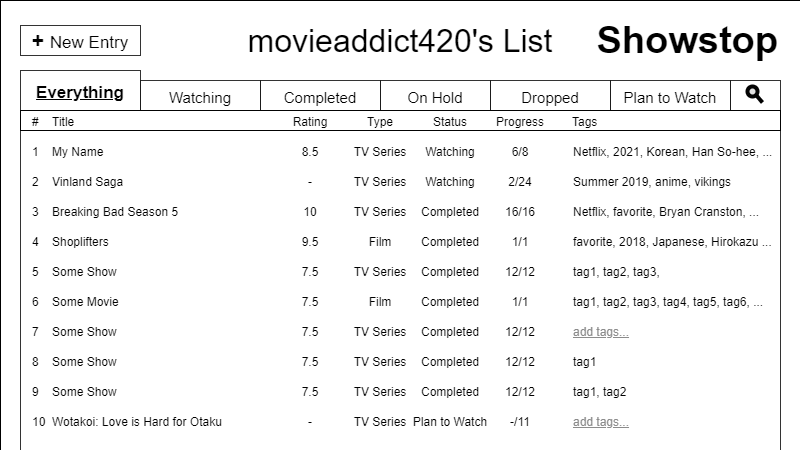 + New Entry movieaddict420's List Showstop
Everything Watching Completed On Hold Dropped Plan to Watch
# Title Rating Type Status Progress Tags
1 My Name 8.5 TV Series Watching 6/8 Netflix, 2021, Korean, Han So-hee, ...
2 Vinland Saga - TV Series Watching 2/24 Summer 2019, anime, vikings
3 Breaking Bad Season 5 10 TV Series Completed 16/16 Netflix, favorite, Bryan Cranston, ...
4 Shoplifters 9.5 Film Completed 1/1 favorite, 2018, Japanese, Hirokazu ...
5 Some Show 7.5 TV Series Completed 12/12 tag1, tag2, tag3,
6 Some Movie 7.5 Film Completed 1/1 tag1, tag2, tag3, tag4, tag5, tag6, ...
7 Some Show 7.5 TV Series Completed 12/12 add tags...
8 Some Show 7.5 TV Series Completed 12/12 tag1
9 Some Show 7.5 TV Series Completed 12/12 tag1, tag2
10 Wotakoi: Love is Hard for Otaku - TV Series Plan to Watch -/11 add tags...